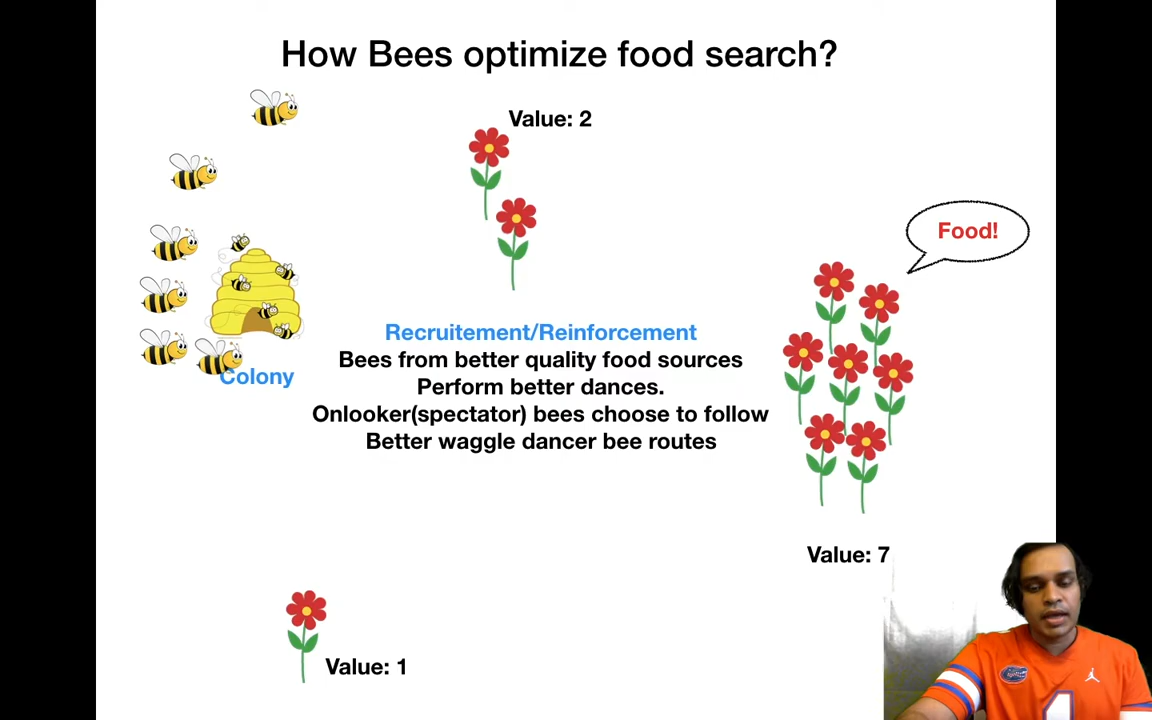 How Bees optimize food search?
Value: 2
Food!
Recruitement/Reinforcement
Bees from better quality food sources
Perform better dances.
Onlooker(spectator) bees choose to follow
Better waggle dancer bee routes
Colony
Value: 7
Value: 1
1